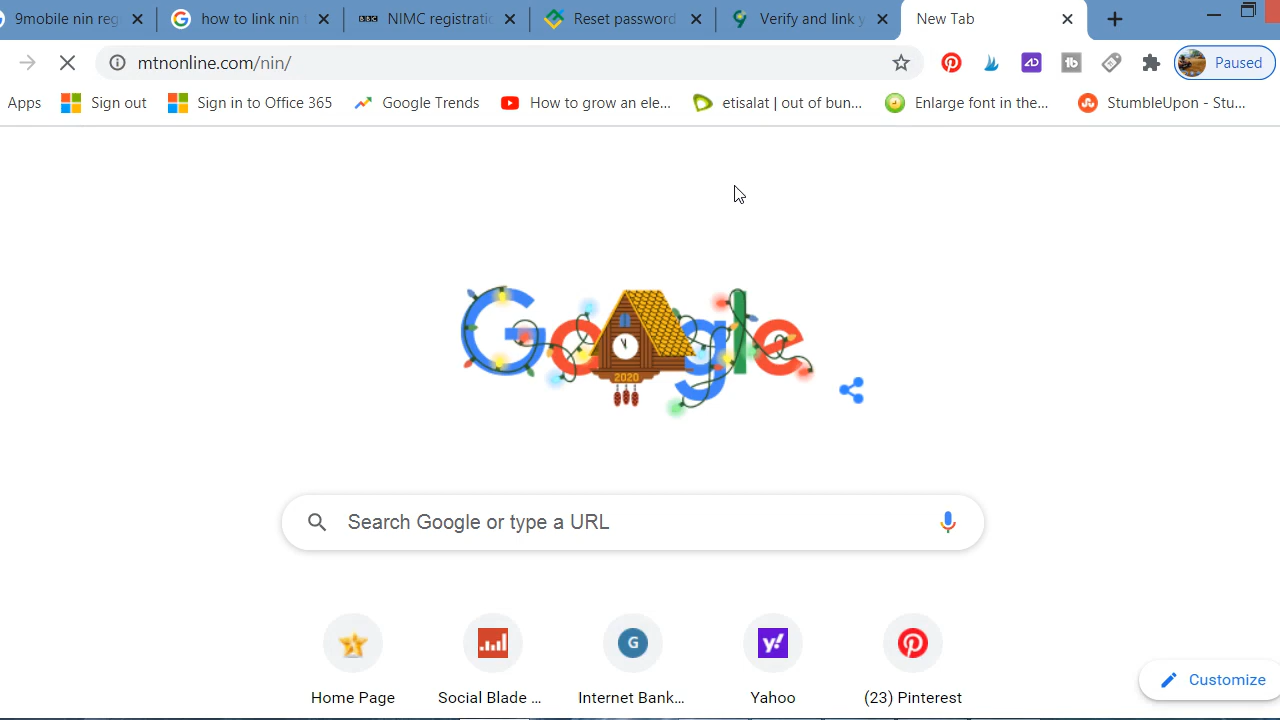 9mobile nin reg
how to link nin
BBC NIMC registratio
Reset password
Verify and link y
New Tab
mtnonline.com/nin/
Paused
Apps
Sign out
Sign in to Office 365
Google Trends
How to grow an ele...
etisalat out of bun...
Enlarge font in the...
StumbleUpon - Stu...
Google
2020
Search Google or type a URL
G
Home Page
Social Blade ...
Internet Bank...
Yahoo
(23) Pinterest
Customize